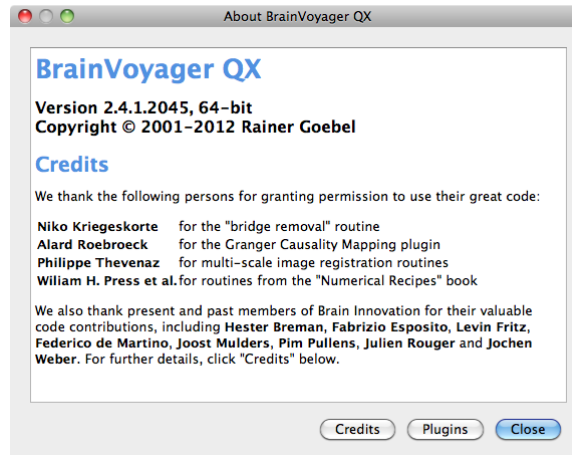 About BrainVoyager QX
BrainVoyager QX
Version 2.4.1.2045, 64-bit
Copyright © 2001-2012 Rainer Goebel
Credits
We thank the following persons for granting permission to use their great code:
Niko Kriegeskorte for the "bridge removal" routine
Alard Roebroeck for the Granger Causality Mapping plugin
Philippe Thevenaz for multi-scale image registration routines
Wiliam H. Press et al. for routines from the "Numerical Recipes" book
We also thank present and past members of Brain Innovation for their valuable
code contributions, including Hester Breman, Fabrizio Esposito, Levin Fritz,
Federico de Martino, Joost Mulders, Pim Pullens, Julien Rouger and Jochen
Weber. For further details, click "Credits" below.
Credits Plugins Close